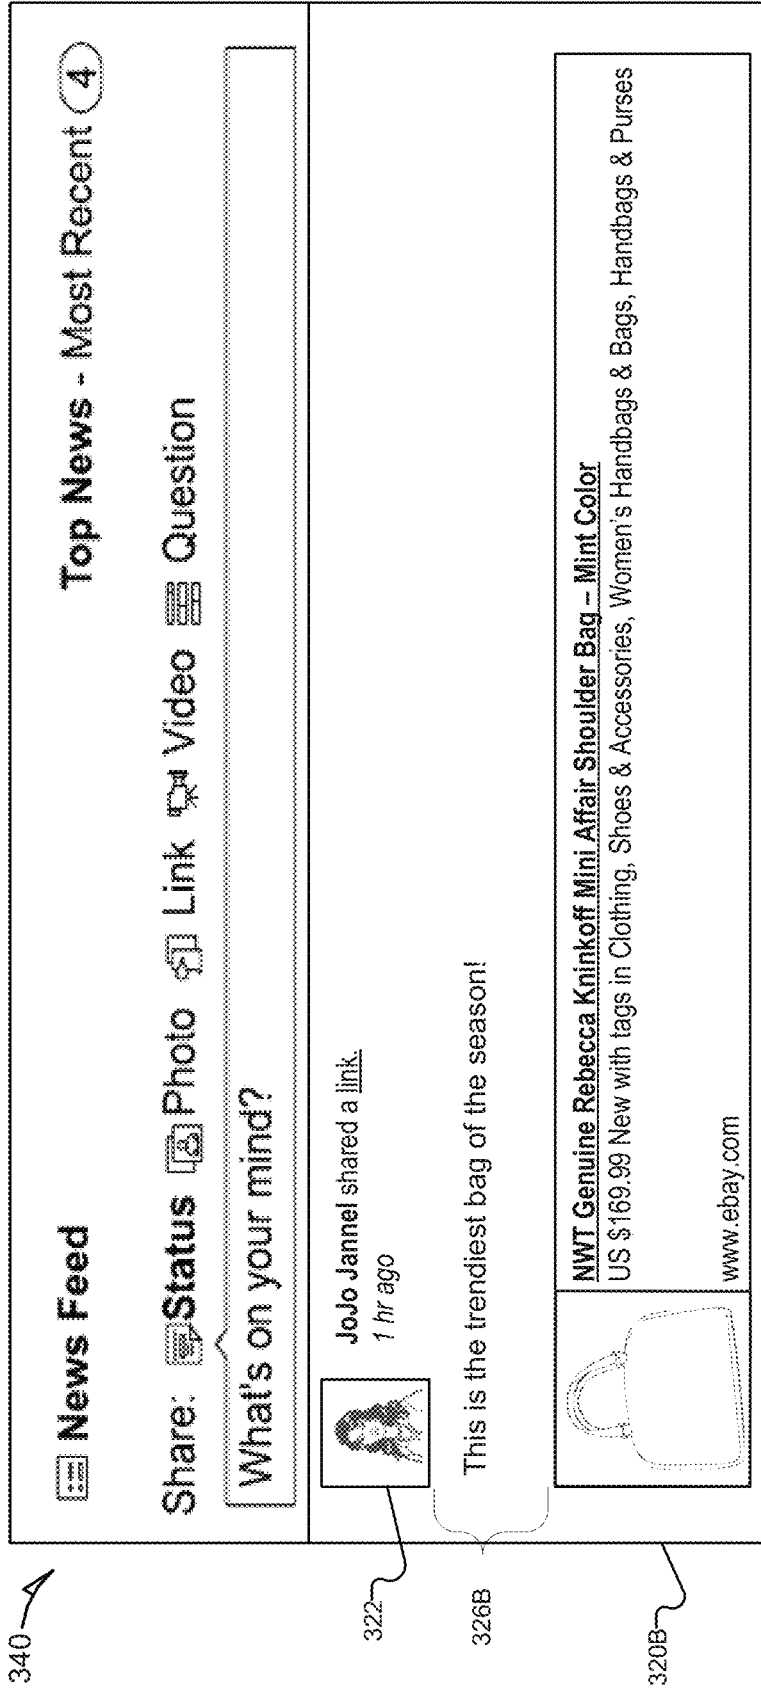 340
News Feed
Top News - Most Recent 4
Share: Status Photo Link Video Question
What's on your mind?
322
JoJo Jannel shared a link.
1 hr ago
326B
This is the trendiest bag of the season!
320B
NWT Genuine Rebecca Kninkoff Mini Affair Shoulder Bag – Mint Color
US $169.99 New with tags in Clothing, Shoes & Accessories, Women's Handbags & Bags, Handbags & Purses
www.ebay.com